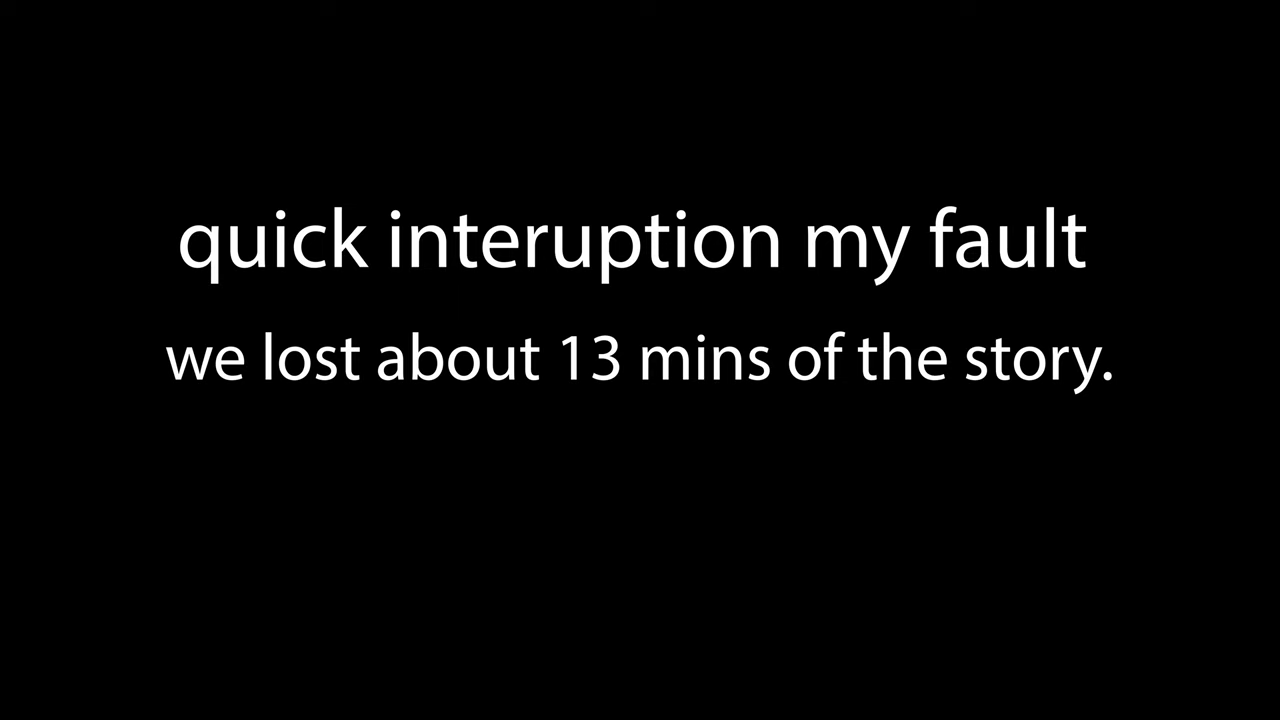 quick interuption my fault
we lost about 13 mins of the story.